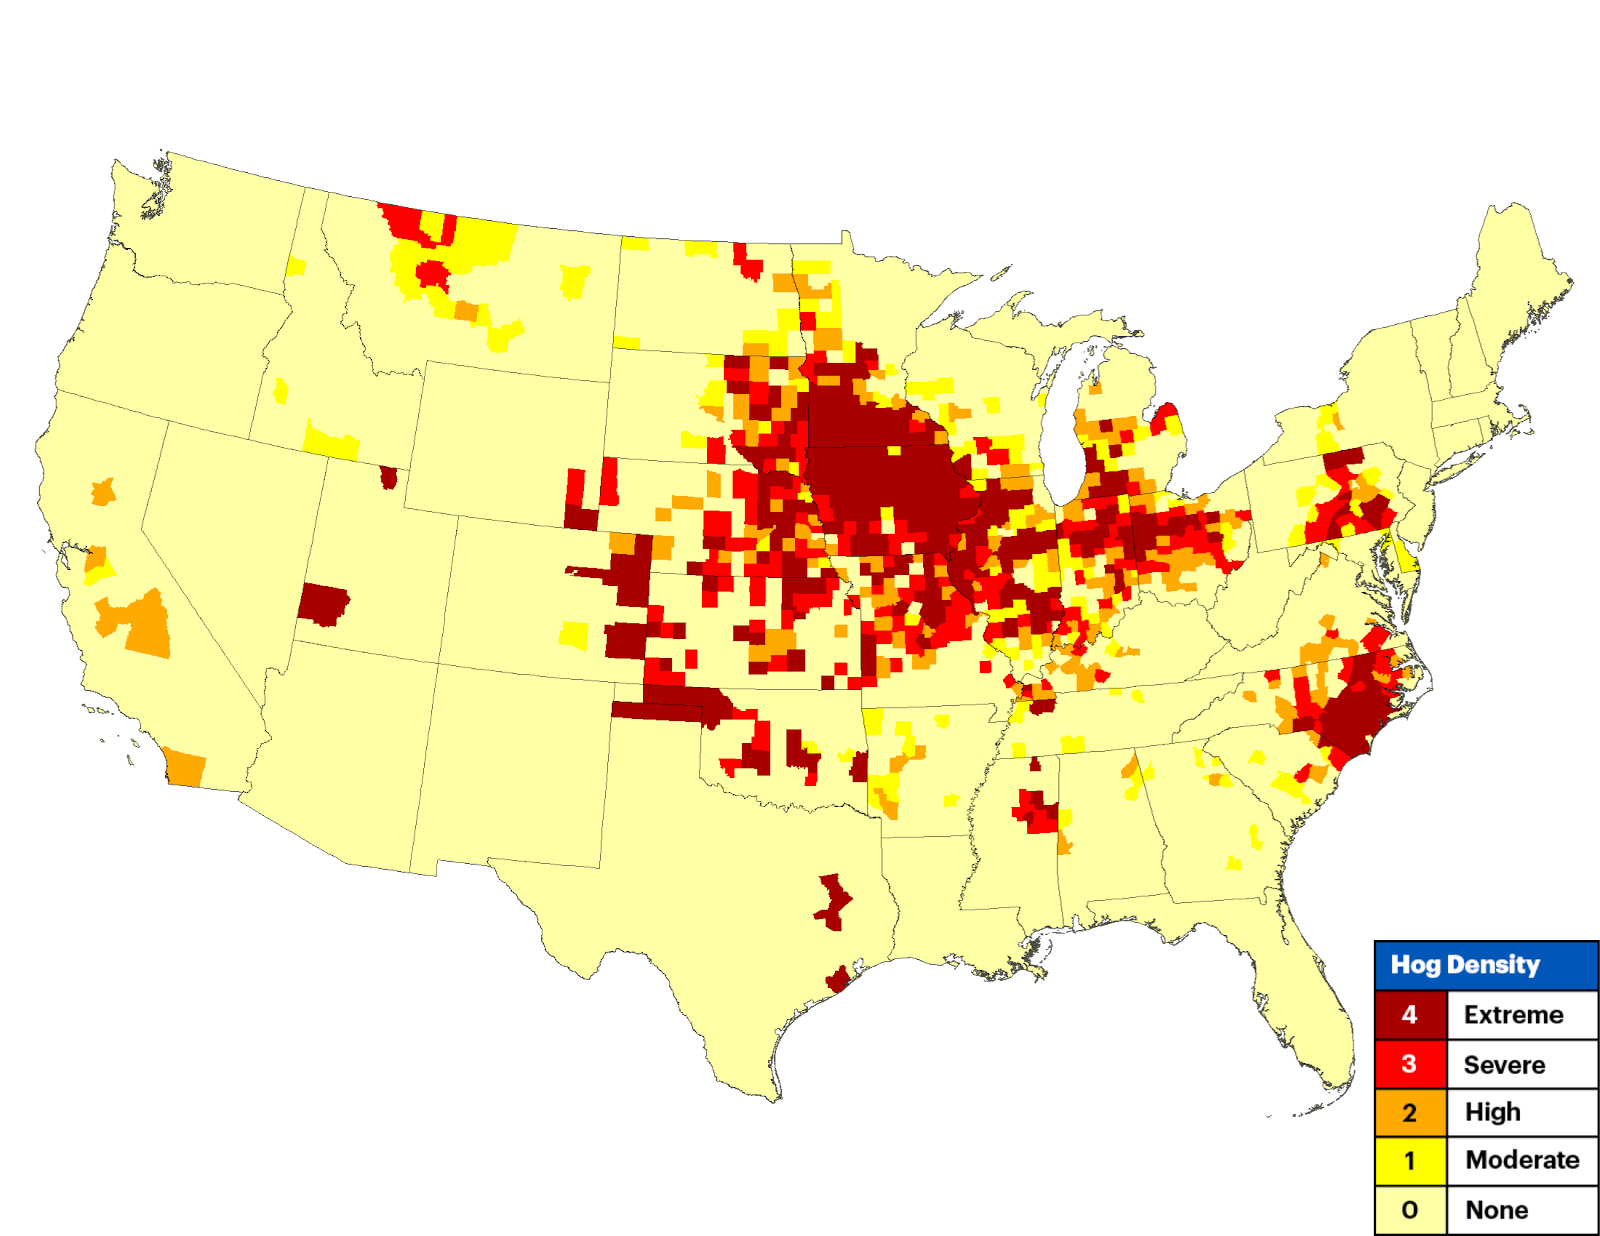 Hog Density
4 Extreme
3 Severe
2 High
1 Moderate
0 None